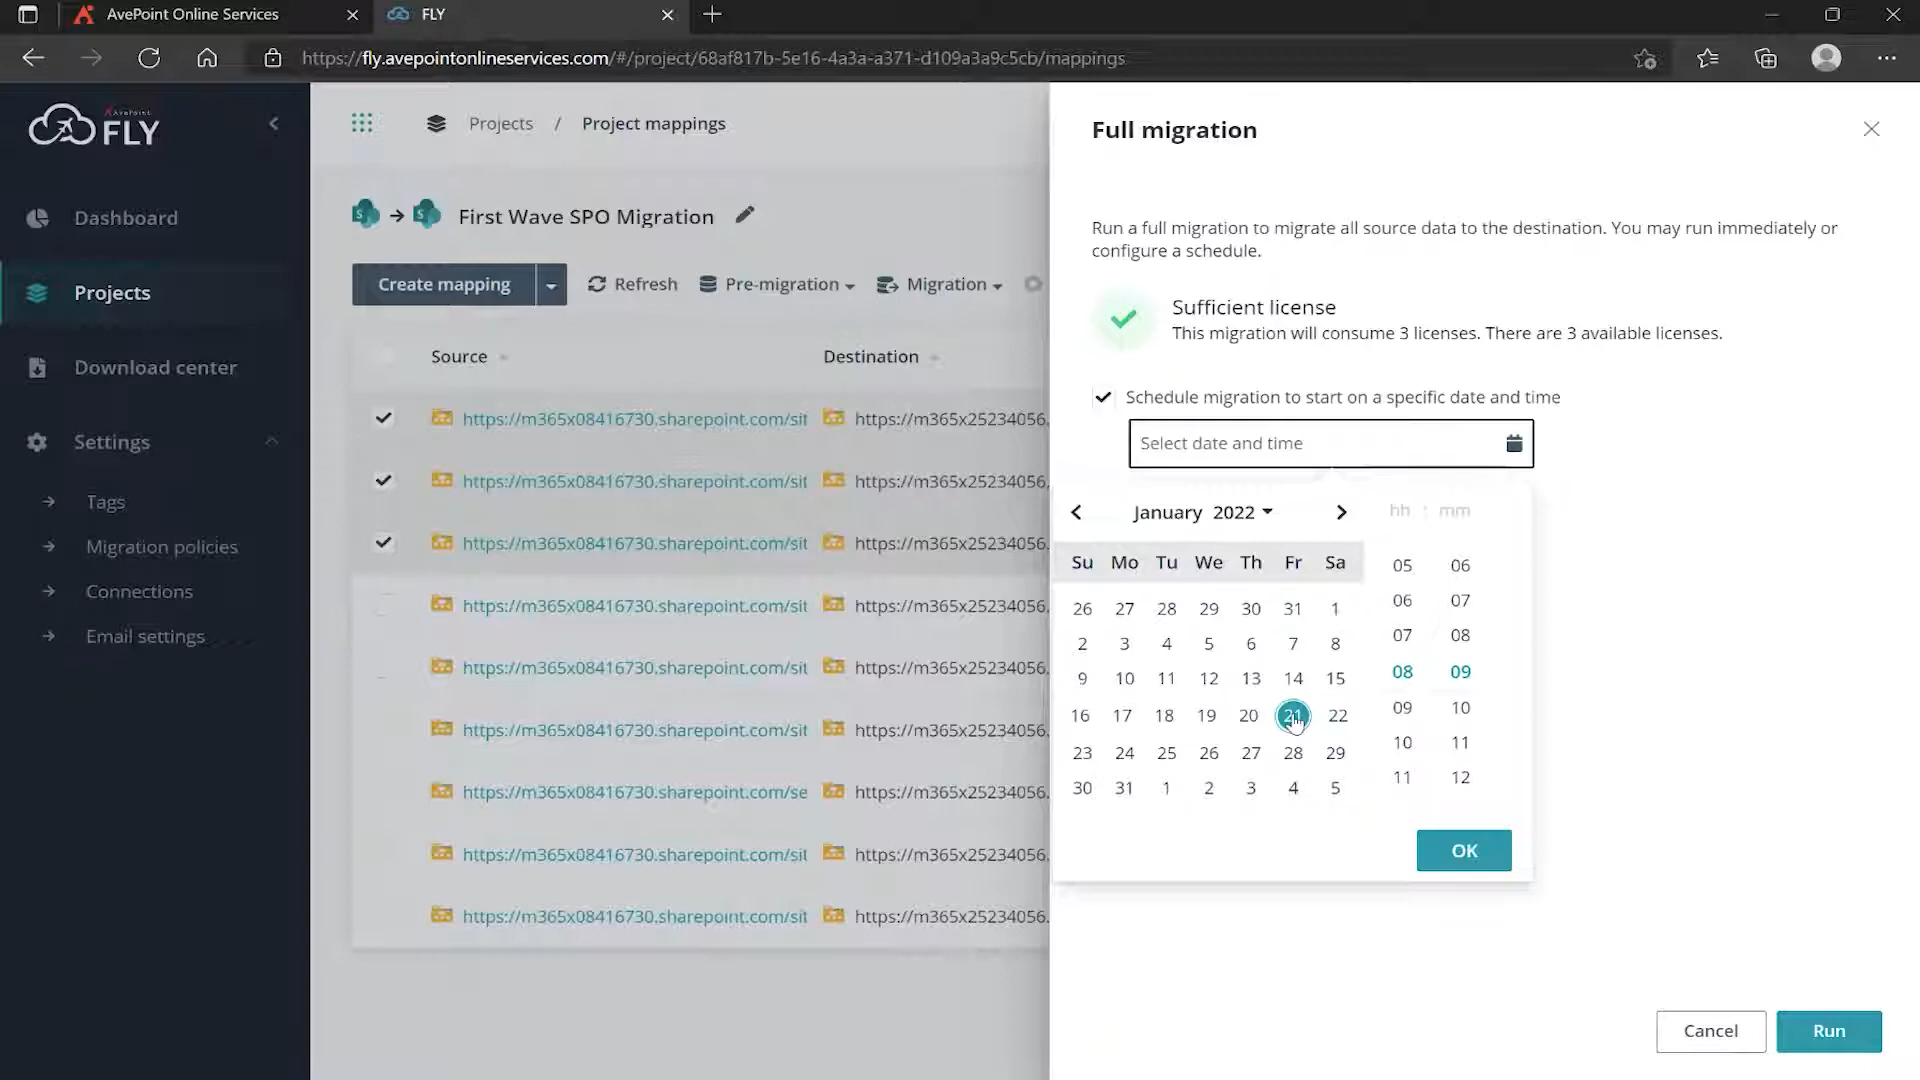 AvePoint Online Services
FLY
https://fly.avepointonlineservices.com/#/project/68af817b-5e16-4a3a-a371-d109a3a9c5cb/mappings
AvePoint
FLY
Dashboard
Projects
Download center
Settings
Tags
Migration policies
Connections
Email settings
Projects / Project mappings
First Wave SPO Migration
Create mapping Refresh Pre-migration Migration
Source Destination
https://m365x08416730.sharepoint.com/sit https://m365x25234056.
https://m365x08416730.sharepoint.com/sit https://m365x25234056.
https://m365x08416730.sharepoint.com/sit https://m365x25234056.
https://m365x08416730.sharepoint.com/sit https://m365x25234056.
https://m365x08416730.sharepoint.com/sit https://m365x25234056.
https://m365x08416730.sharepoint.com/sit https://m365x25234056.
https://m365x08416730.sharepoint.com/se https://m365x25234056.
https://m365x08416730.sharepoint.com/sit https://m365x25234056.
https://m365x08416730.sharepoint.com/sit https://m365x25234056.
Full migration
Run a full migration to migrate all source data to the destination. You may run immediately or
configure a schedule.
Sufficient license
This migration will consume 3 licenses. There are 3 available licenses.
Schedule migration to start on a specific date and time
Select date and time
January 2022 hh : mm
Su Mo Tu We Th Fr Sa
26 27 28 29 30 31 1
2 3 4 5 6 7 8
9 10 11 12 13 14 15
16 17 18 19 20 21 22
23 24 25 26 27 28 29
30 31 1 2 3 4 5
05 06
06 07
07 08
08 09
09 10
10 11
11 12
OK
Cancel Run